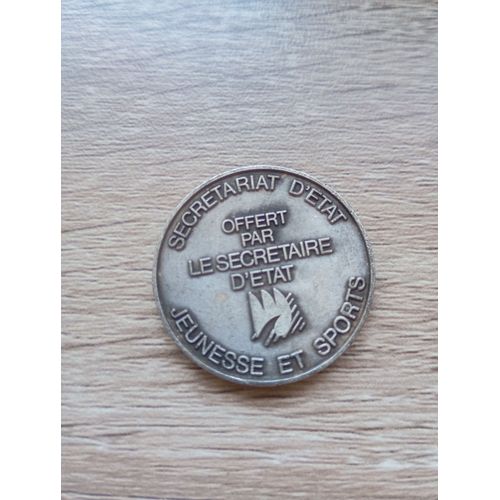 SECRETARIAT D'ETAT
OFFERT
PAR
LE SECRETAIRE
D'ETAT
JEUNESSE ET SPORTS